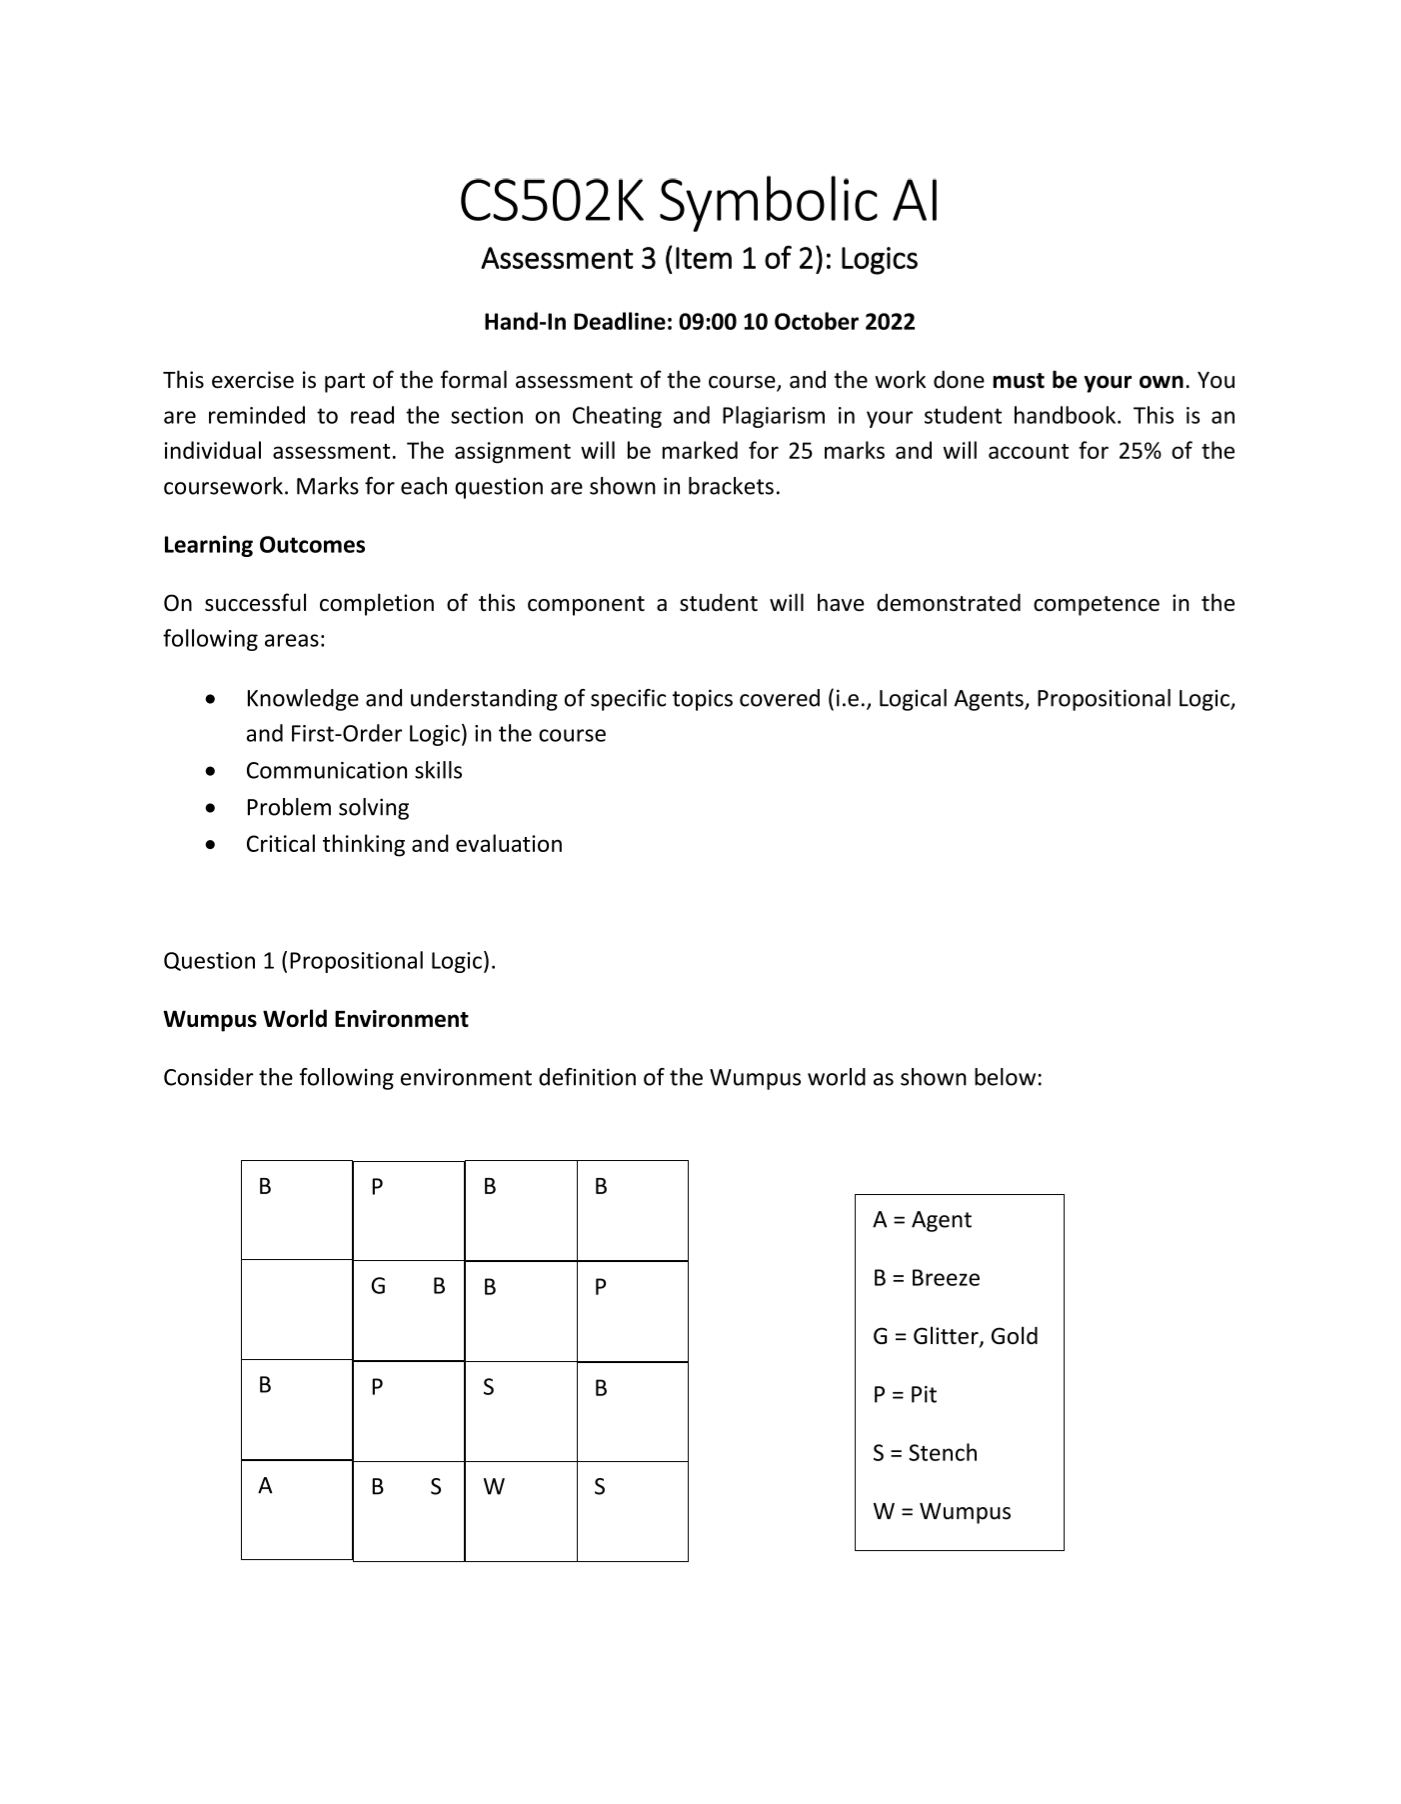 CS502K Symbolic AI
Assessment 3 (Item 1 of 2): Logics
Hand-In Deadline: 09:00 10 October 2022
This exercise is part of the formal assessment of the course, and the work done must be your own. You
are reminded to read the section on Cheating and Plagiarism in your student handbook. This is an
individual assessment. The assignment will be marked for 25 marks and will account for 25% of the
coursework. Marks for each question are shown in brackets.
Learning Outcomes
On successful completion of this component a student will have demonstrated competence in the
following areas:
• Knowledge and understanding of specific topics covered (i.e., Logical Agents, Propositional Logic,
and First-Order Logic) in the course
• Communication skills
• Problem solving
• Critical thinking and evaluation
Question 1 (Propositional Logic).
Wumpus World Environment
Consider the following environment definition of the Wumpus world as shown below:
B P B B
G B B P
B P S B
A B S W S
A = Agent
B = Breeze
G = Glitter, Gold
P = Pit
S = Stench
W = Wumpus